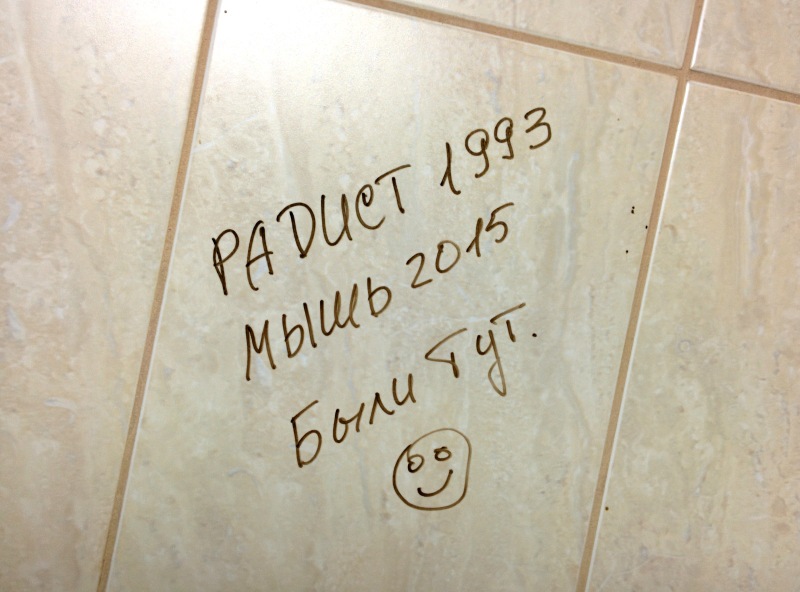 РАДИСТ 1993
МЫШЬ 2015
Были Тут.